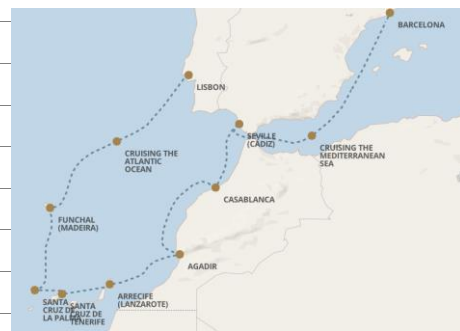 BARCELONA
LISBON
SEVILLE
(CÁDIZ)
CRUISING THE
MEDITERRANEAN
SEA
CRUISING THE
ATLANTIC
OCEAN
CASABLANCA
FUNCHAL
(MADEIRA)
AGADIR
ARRECIFE
(LANZAROTE)
SANTA
CRUZ DE
LA PALMA
SANTA
CRUZ DE
TENERIFE